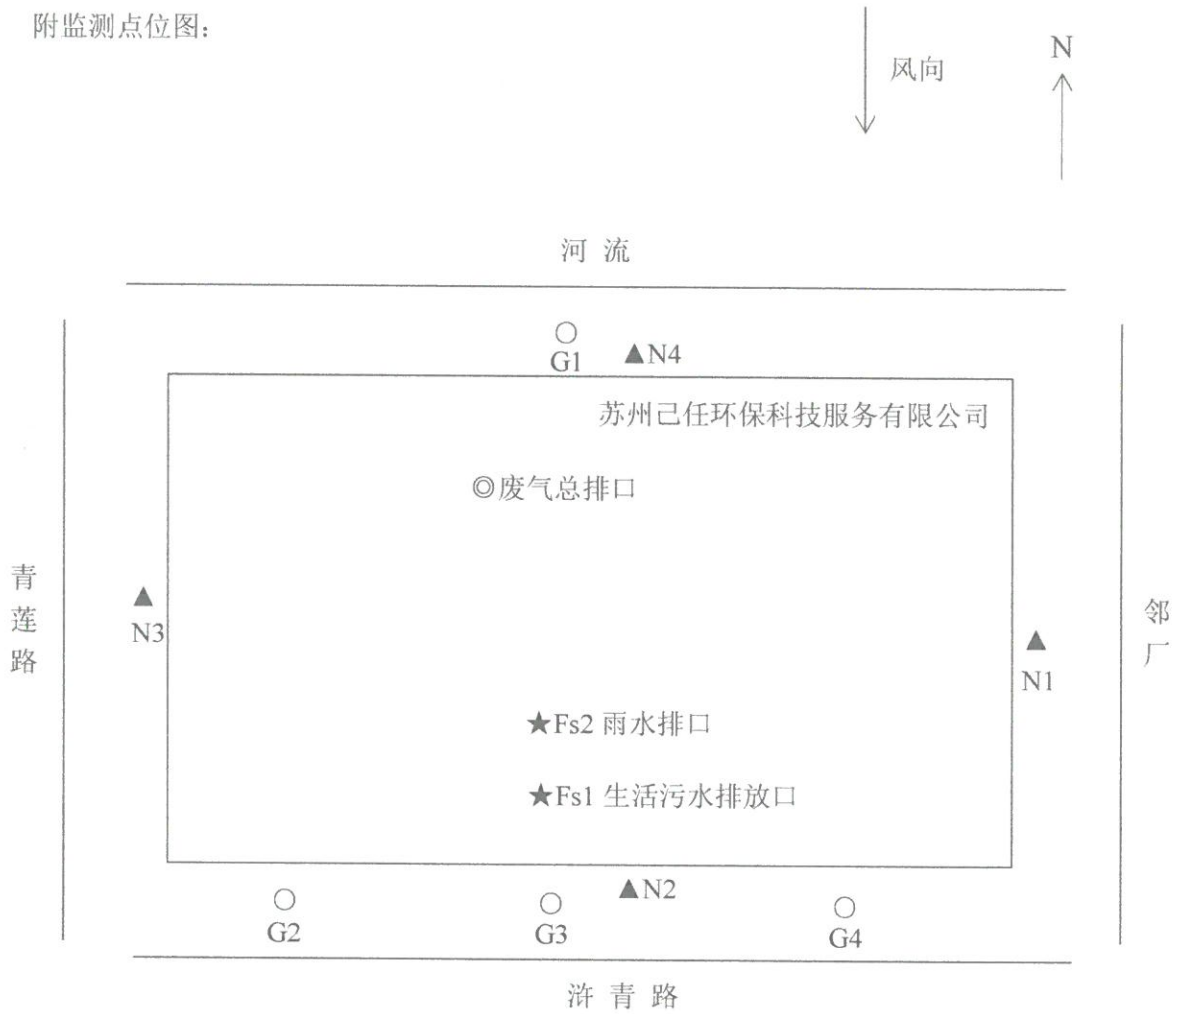 附监测点位图：
风向
N
河流
G1
▲N4
苏州己任环保科技服务有限公司
◎废气总排口
青莲路
N3
邻厂
N1
★Fs2 雨水排口
★Fs1 生活污水排放口
▲N2
G2
G3
G4
浒青路